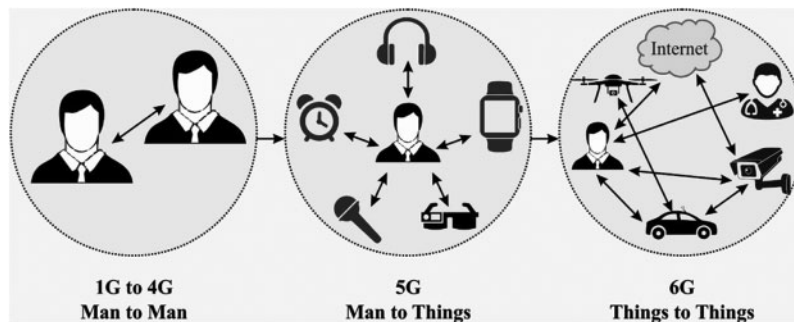 Internet
1G to 4G
Man to Man
5G
Man to Things
6G
Things to Things